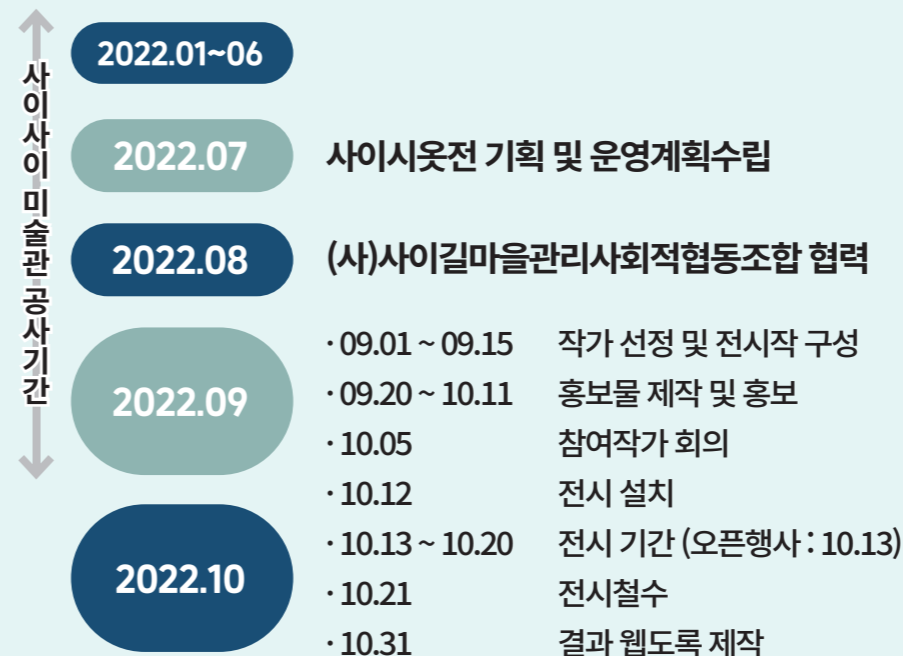 사이사이 미술관 공사기간
2022.01~06
2022.07
사이시옷전 기획 및 운영계획수립
2022.08
(사)사이길마을관리사회적협동조합 협력
2022.09
· 09.01 ~ 09.15 작가 선정 및 전시작 구성
· 09.20 ~ 10.11 홍보물 제작 및 홍보
· 10.05 참여작가 회의
2022.10
· 10.12 전시 설치
· 10.13 ~ 10.20 전시 기간 (오픈행사 : 10.13)
· 10.21 전시철수
· 10.31 결과 웹도록 제작